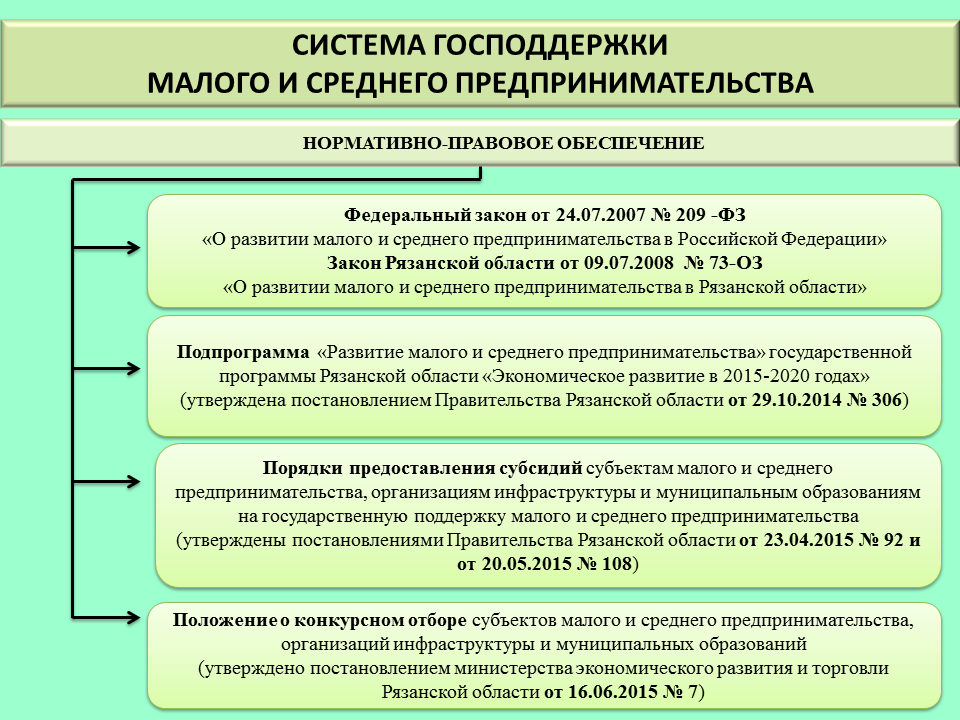 СИСТЕМА ГОСПОДДЕРЖКИ
МАЛОГО И СРЕДНЕГО ПРЕДПРИНИМАТЕЛЬСТВА
НОРМАТИВНО-ПРАВОВОЕ ОБЕСПЕЧЕНИЕ
Федеральный закон от 24.07.2007 № 209 -ФЗ
«О развитии малого и среднего предпринимательства в Российской Федерации»
Закон Рязанской области от 09.07.2008 № 73-ОЗ
«О развитии малого и среднего предпринимательства в Рязанской области»
Подпрограмма «Развитие малого и среднего предпринимательства» государственной
программы Рязанской области «Экономическое развитие в 2015-2020 годах»
(утверждена постановлением Правительства Рязанской области от 29.10.2014 № 306)
Порядки предоставления субсидий субъектам малого и среднего
предпринимательства, организациям инфраструктуры и муниципальным образованиям
на государственную поддержку малого и среднего предпринимательства
(утверждены постановлениями Правительства Рязанской области от 23.04.2015 № 92 и
от 20.05.2015 № 108)
Положение о конкурсном отборе субъектов малого и среднего предпринимательства,
организаций инфраструктуры и муниципальных образований
(утверждено постановлением министерства экономического развития и торговли
Рязанской области от 16.06.2015 № 7)